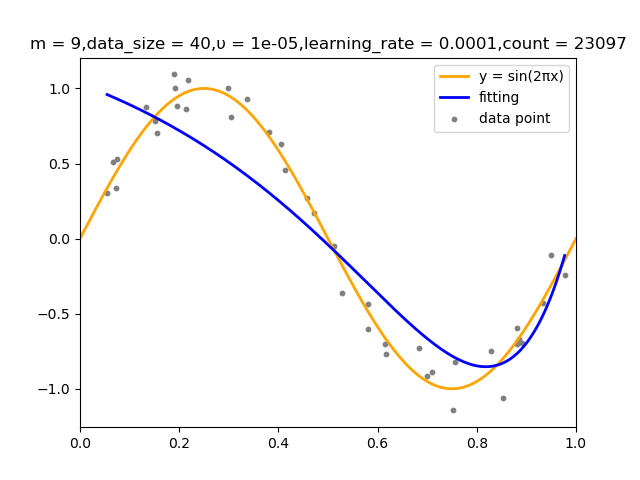 m = 9,data_size = 40,υ = 1e-05,learning_rate = 0.0001,count = 23097
y = sin(2πx)
fitting
data point
1.0
0.5
0.0
−0.5
−1.0
0.0 0.2 0.4 0.6 0.8 1.0